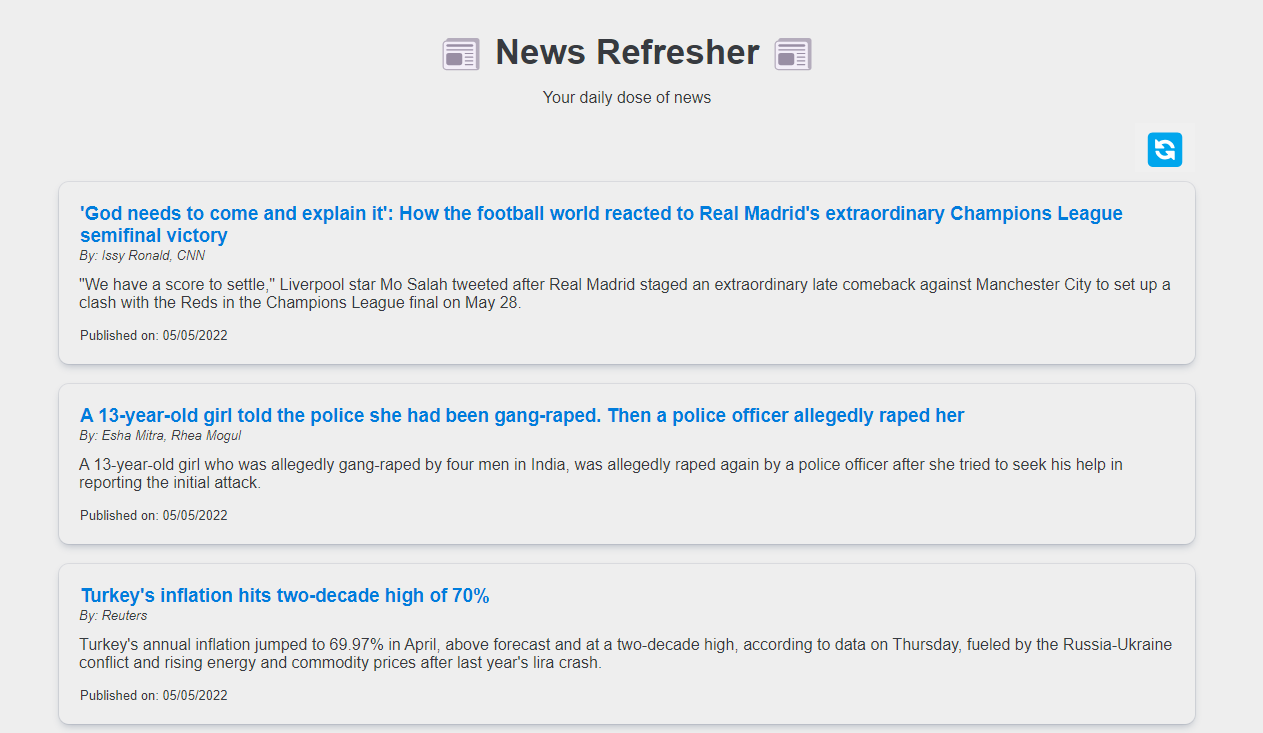 News Refresher
Your daily dose of news
'God needs to come and explain it': How the football world reacted to Real Madrid's extraordinary Champions League
semifinal victory
By: Issy Ronald, CNN
"We have a score to settle," Liverpool star Mo Salah tweeted after Real Madrid staged an extraordinary late comeback against Manchester City to set up a
clash with the Reds in the Champions League final on May 28.
Published on: 05/05/2022
A 13-year-old girl told the police she had been gang-raped. Then a police officer allegedly raped her
By: Esha Mitra, Rhea Mogul
A 13-year-old girl who was allegedly gang-raped by four men in India, was allegedly raped again by a police officer after she tried to seek his help in
reporting the initial attack.
Published on: 05/05/2022
Turkey's inflation hits two-decade high of 70%
By: Reuters
Turkey's annual inflation jumped to 69.97% in April, above forecast and at a two-decade high, according to data on Thursday, fueled by the Russia-Ukraine
conflict and rising energy and commodity prices after last year's lira crash.
Published on: 05/05/2022